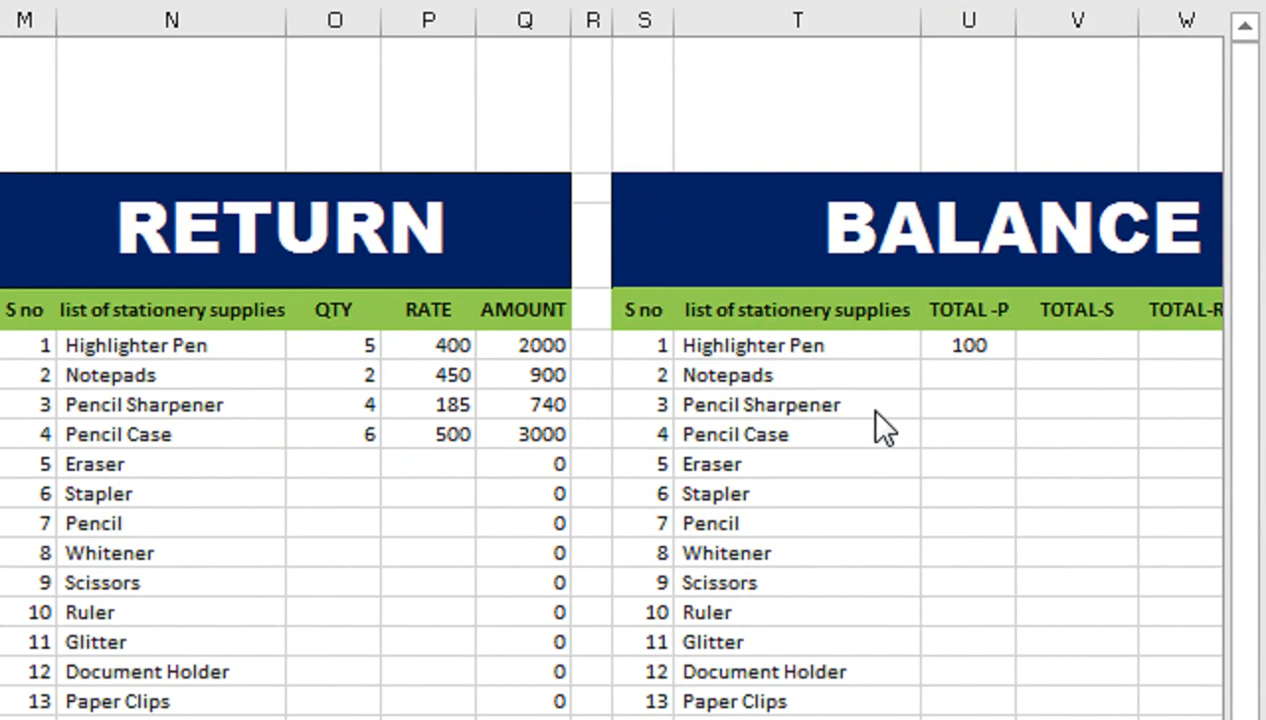 M N O P Q R S T U V W
RETURN BALANCE
S no list of stationery supplies QTY RATE AMOUNT S no list of stationery supplies TOTAL -P TOTAL-S TOTAL-R
1 Highlighter Pen 5 400 2000 1 Highlighter Pen 100
2 Notepads 2 450 900 2 Notepads
3 Pencil Sharpener 4 185 740 3 Pencil Sharpener
4 Pencil Case 6 500 3000 4 Pencil Case
5 Eraser 0 5 Eraser
6 Stapler 0 6 Stapler
7 Pencil 0 7 Pencil
8 Whitener 0 8 Whitener
9 Scissors 0 9 Scissors
10 Ruler 0 10 Ruler
11 Glitter 0 11 Glitter
12 Document Holder 0 12 Document Holder
13 Paper Clips 0 13 Paper Clips